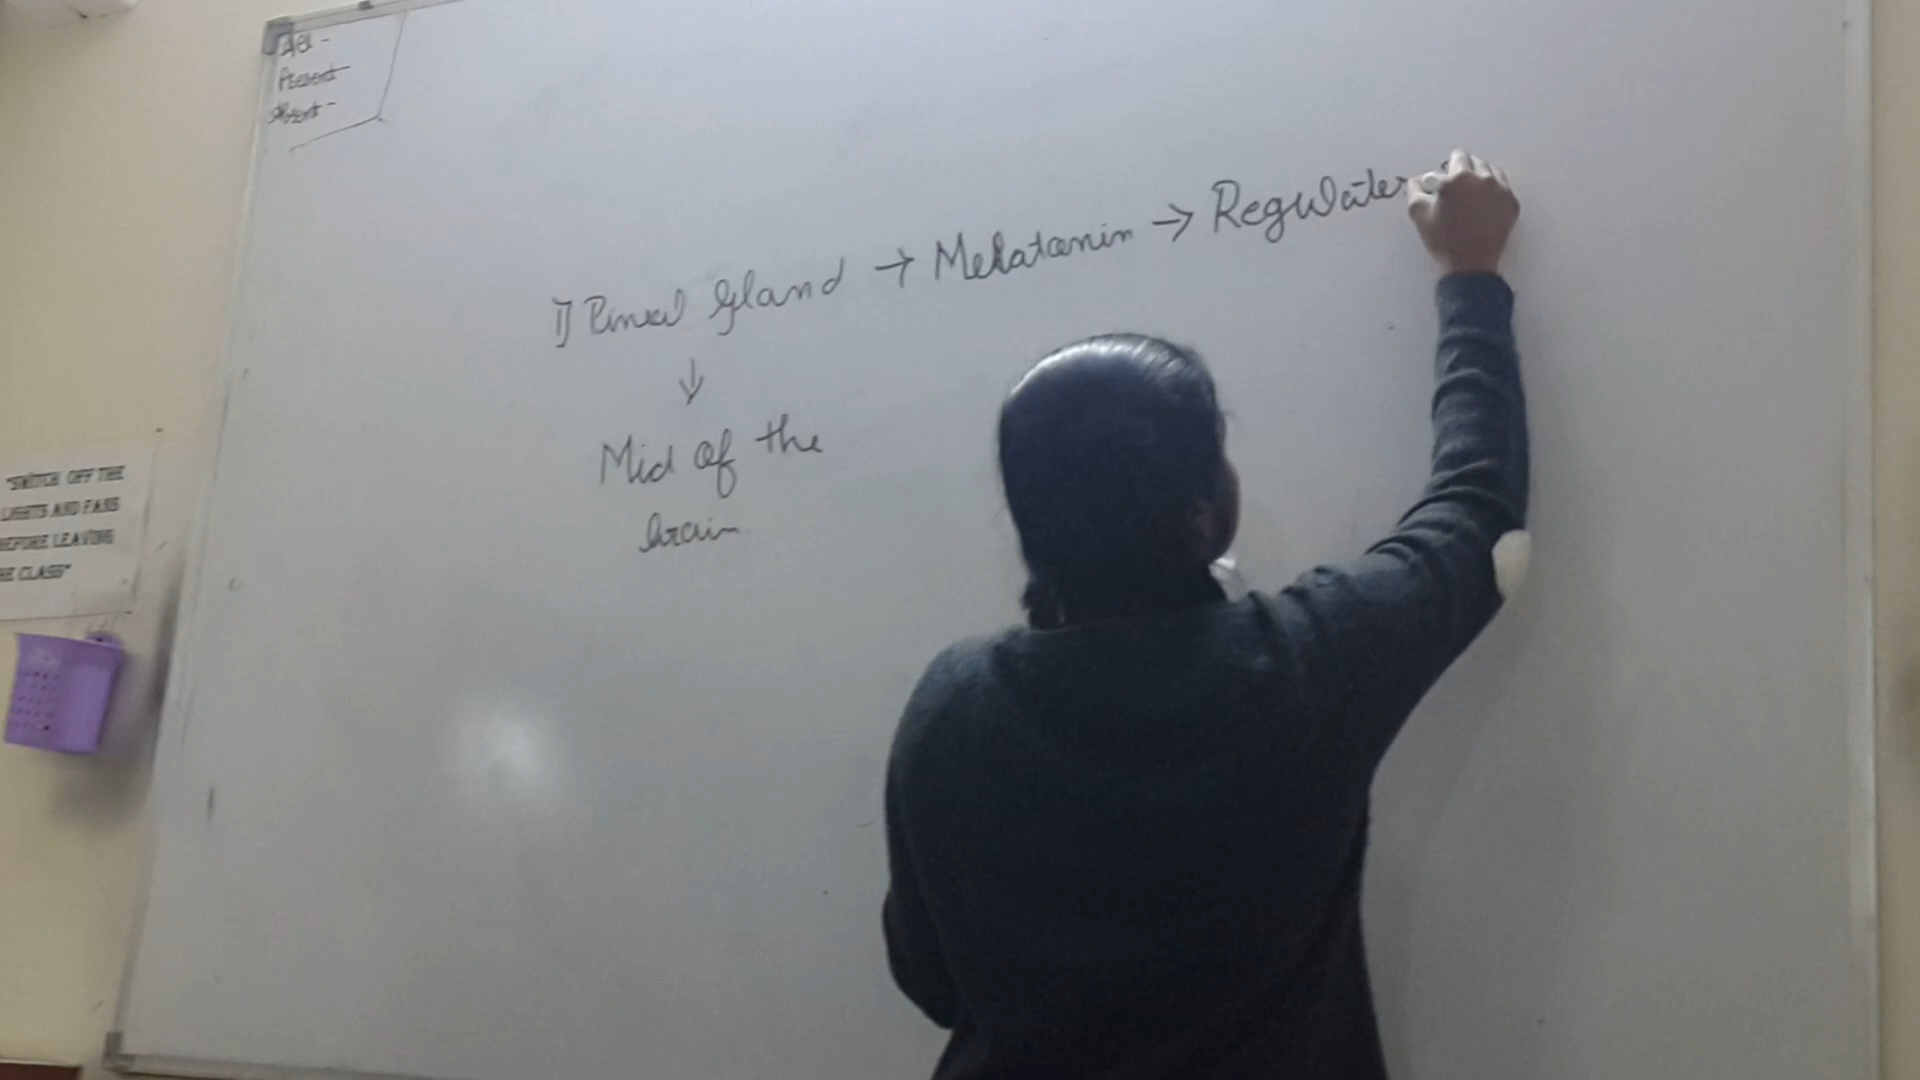 All -
Present -
Absent -
1) Pineal Gland → Melatonin → Regulates
↓
Mid of the
brain
"SWITCH OFF THE
LIGHTS AND FANS
BEFORE LEAVING
THE CLASS"